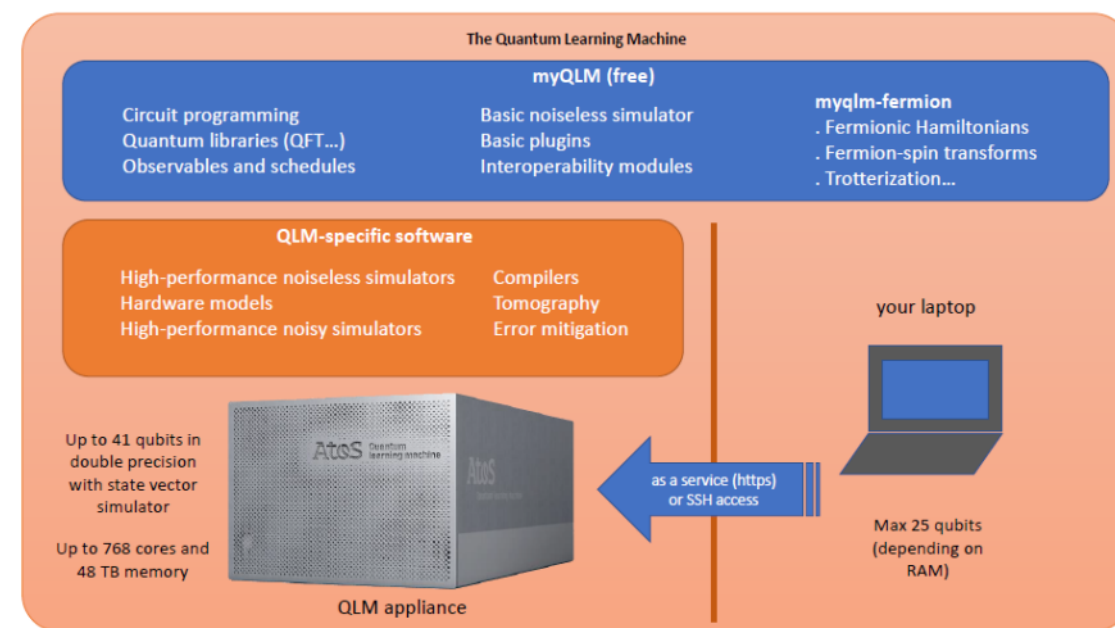 The Quantum Learning Machine
myQLM (free)
Circuit programming
Quantum libraries (QFT...)
Observables and schedules
Basic noiseless simulator
Basic plugins
Interoperability modules
myqlm-fermion
. Fermionic Hamiltonians
. Fermion-spin transforms
. Trotterization...
QLM-specific software
High-performance noiseless simulators
Hardware models
High-performance noisy simulators
Compilers
Tomography
Error mitigation
your laptop
Up to 41 qubits in
double precision
with state vector
simulator
Up to 768 cores and
48 TB memory
Atos Quantum
learning machine
Atos
QLM appliance
as a service (https)
or SSH access
Max 25 qubits
(depending on
RAM)